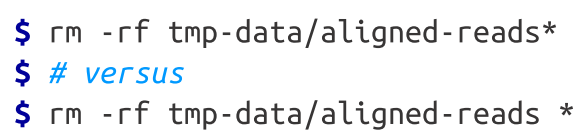 $ rm -rf tmp-data/aligned-reads*
$ # versus
$ rm -rf tmp-data/aligned-reads *